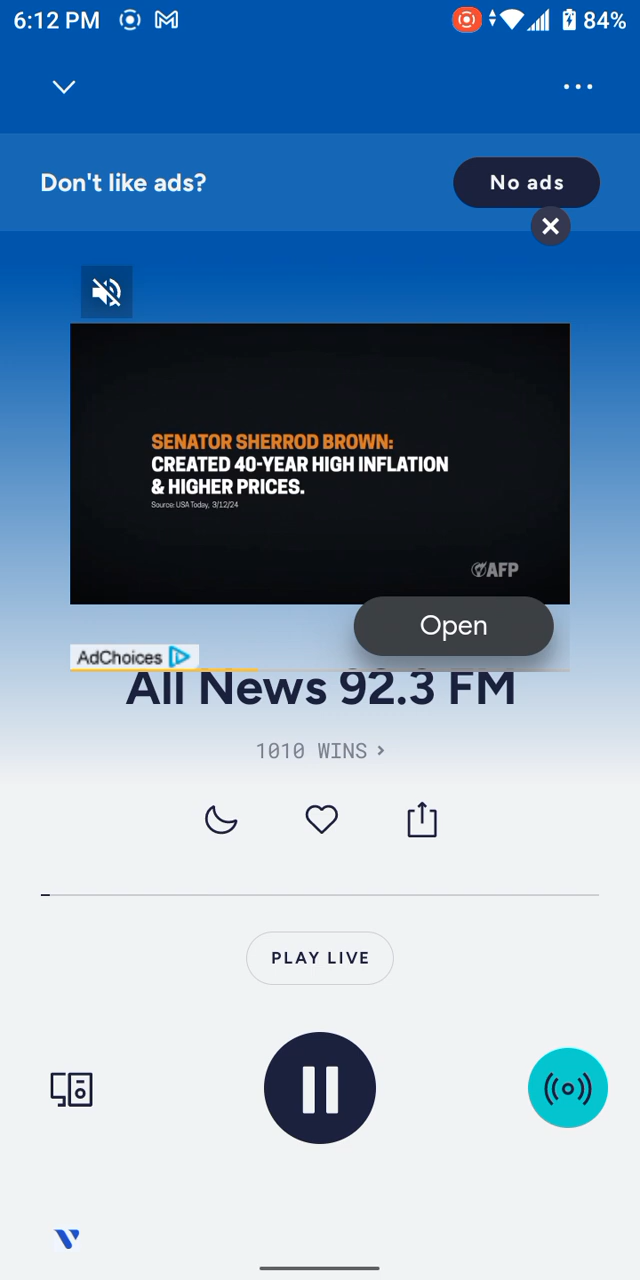 6:12 PM
84%
Don't like ads?
No ads
SENATOR SHERROD BROWN:
CREATED 40-YEAR HIGH INFLATION
& HIGHER PRICES.
Source: USA Today, 3/12/24
AFP
Open
AdChoices
All News 92.3 FM
1010 WINS
PLAY LIVE